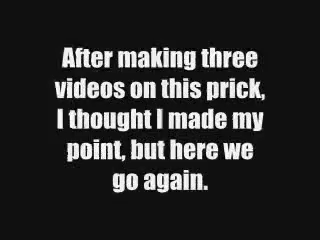 After making three
videos on this prick,
I thought I made my
point, but here we
go again.